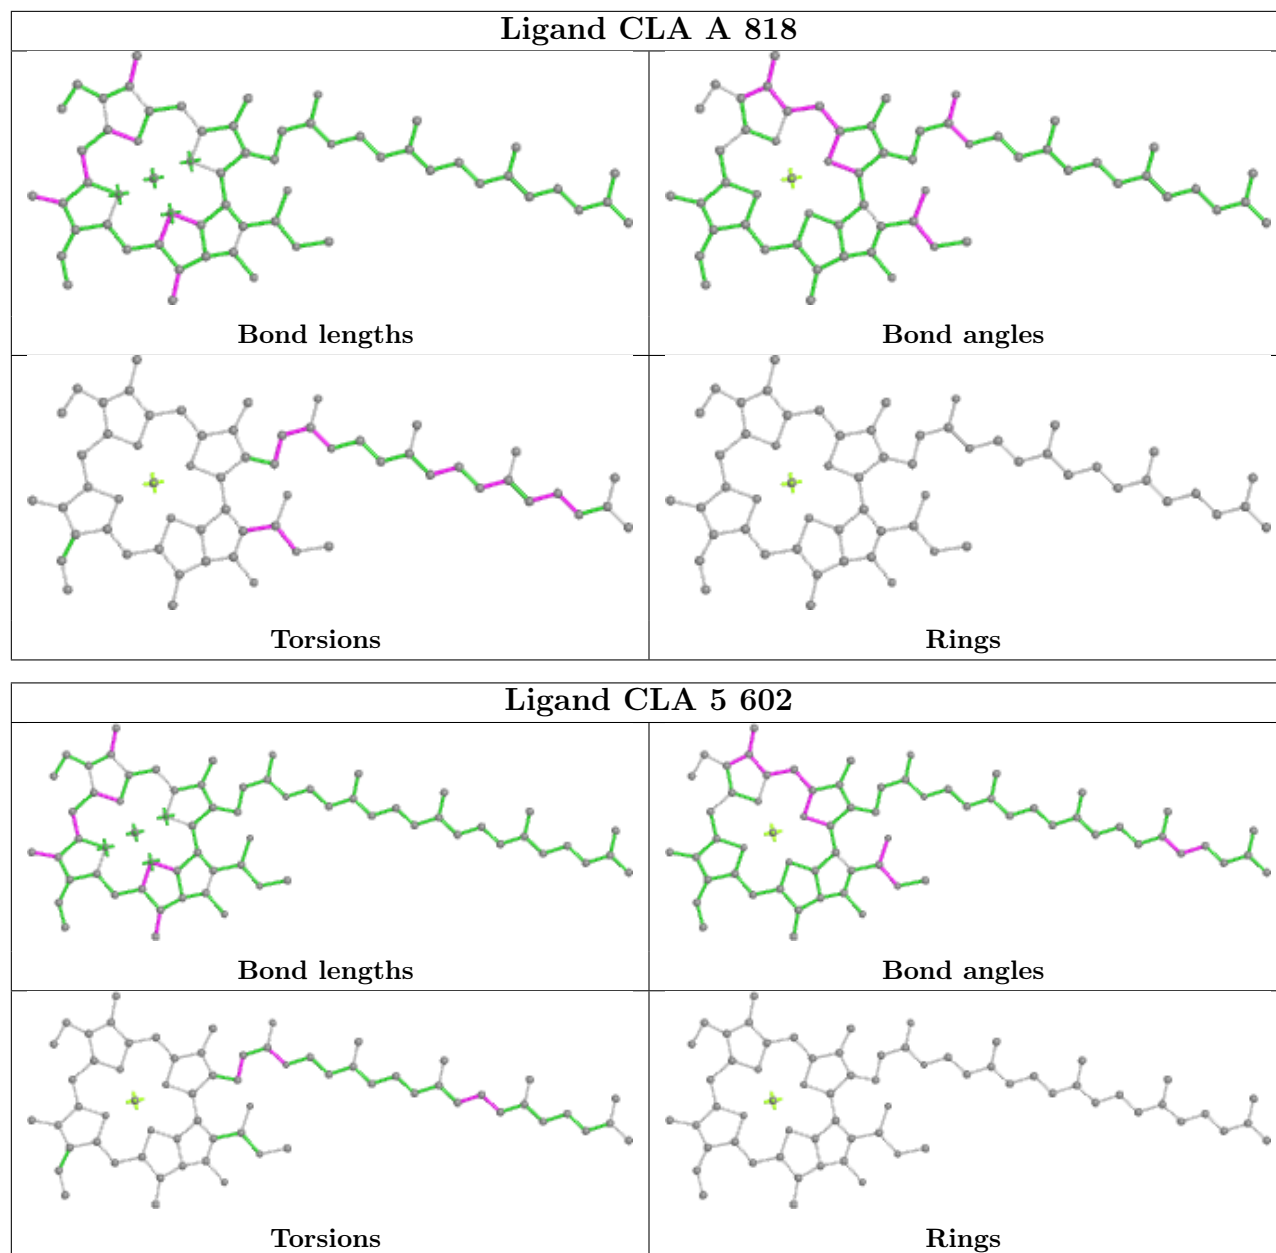 Ligand CLA A 818
Bond lengths
Bond angles
Torsions
Rings
Ligand CLA 5 602
Bond lengths
Bond angles
Torsions
Rings